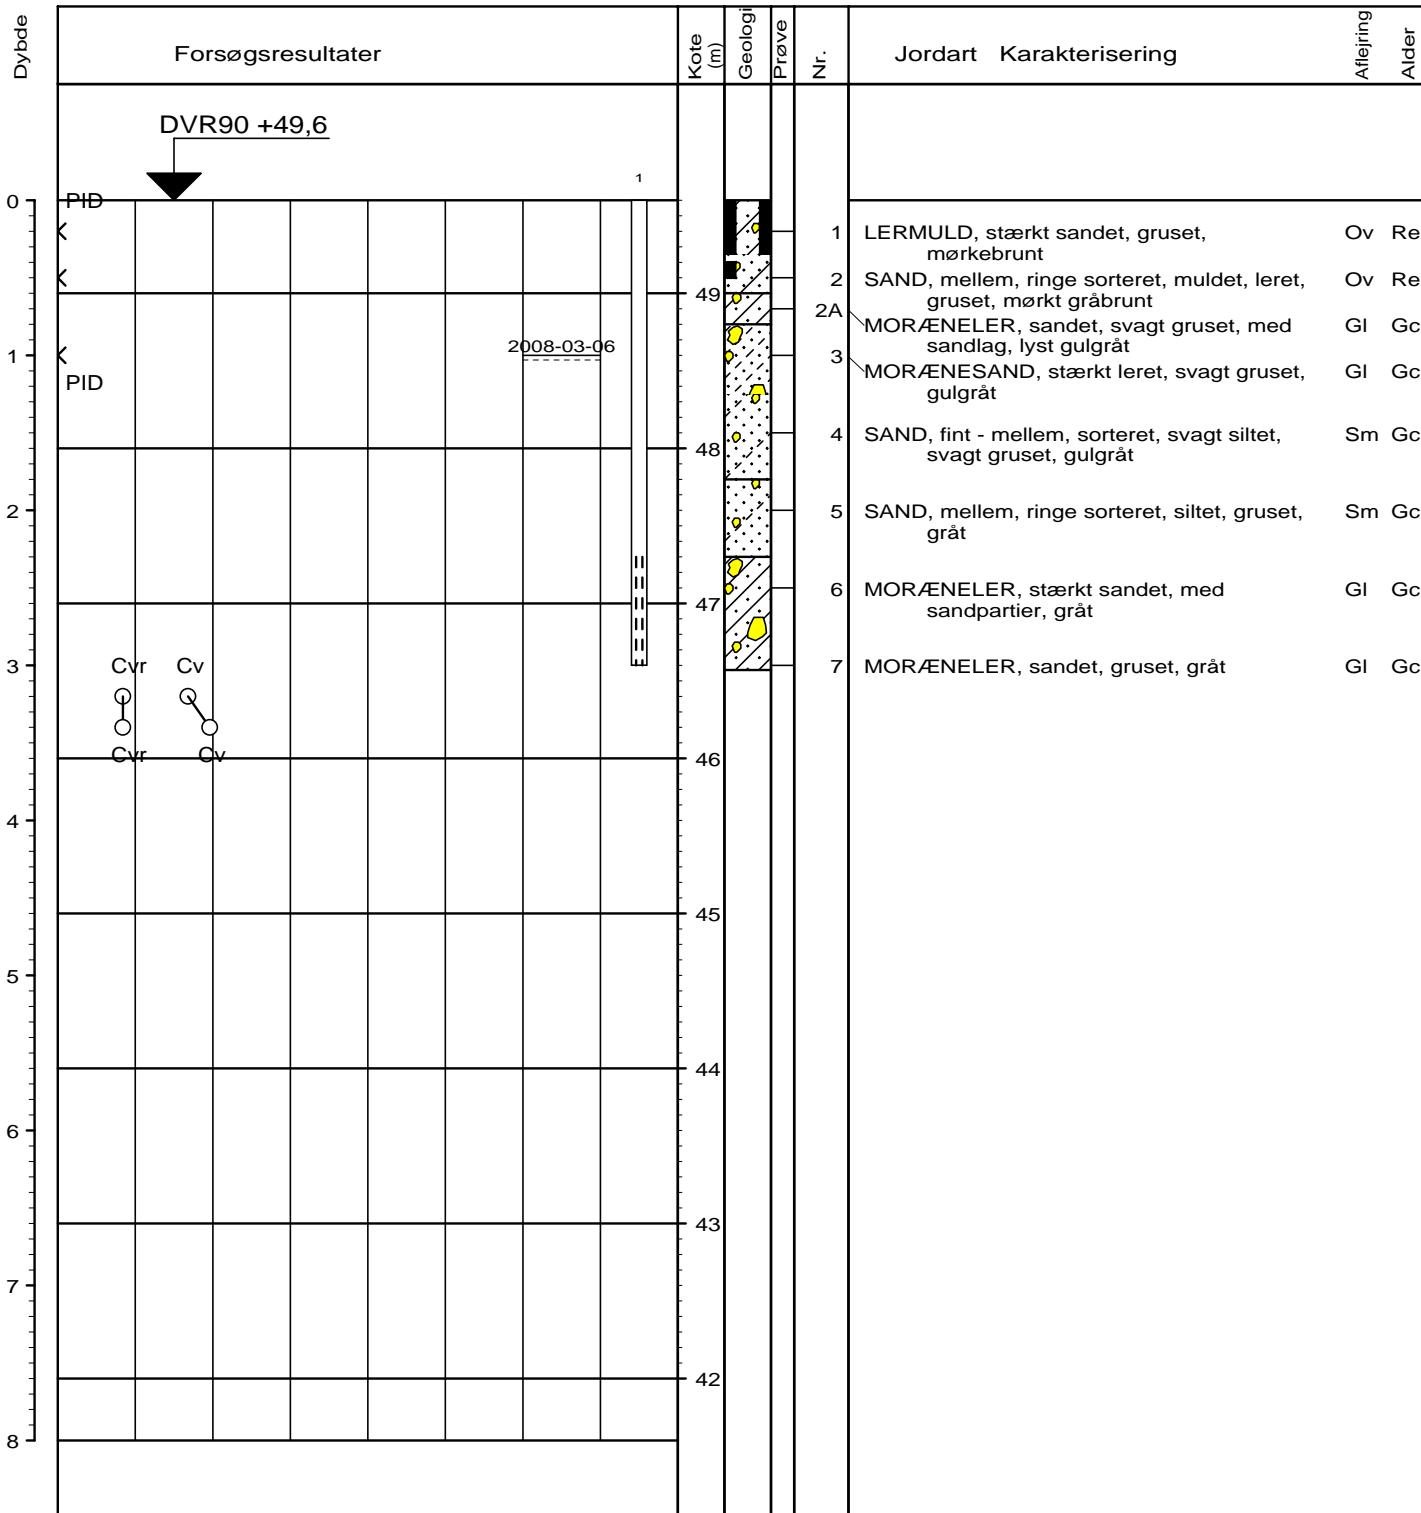 Dybde
Forsøgsresultater
Kote
(m)
Geologi
Prøve
Nr.
Jordart Karakterisering
Aflejring
Alder
DVR90 +49,6
1
0
PID
1 LERMULD, stærkt sandet, gruset, Ov Re
mørkebrunt
2 SAND, mellem, ringe sorteret, muldet, leret, Ov Re
49
gruset, mørkt gråbrunt
2A
MORÆNELER, sandet, svagt gruset, med Gl Gc
sandlag, lyst gulgråt
1
2008-03-06
3
MORÆNESAND, stærkt leret, svagt gruset, Gl Gc
PID
gulgråt
4 SAND, fint - mellem, sorteret, svagt siltet, Sm Gc
48
svagt gruset, gulgråt
2
5 SAND, mellem, ringe sorteret, siltet, gruset, Sm Gc
gråt
6 MORÆNELER, stærkt sandet, med Gl Gc
47
sandpartier, gråt
3
Cvr Cv
7 MORÆNELER, sandet, gruset, gråt Gl Gc
Cvr Cv
46
4
45
5
44
6
43
7
42
8